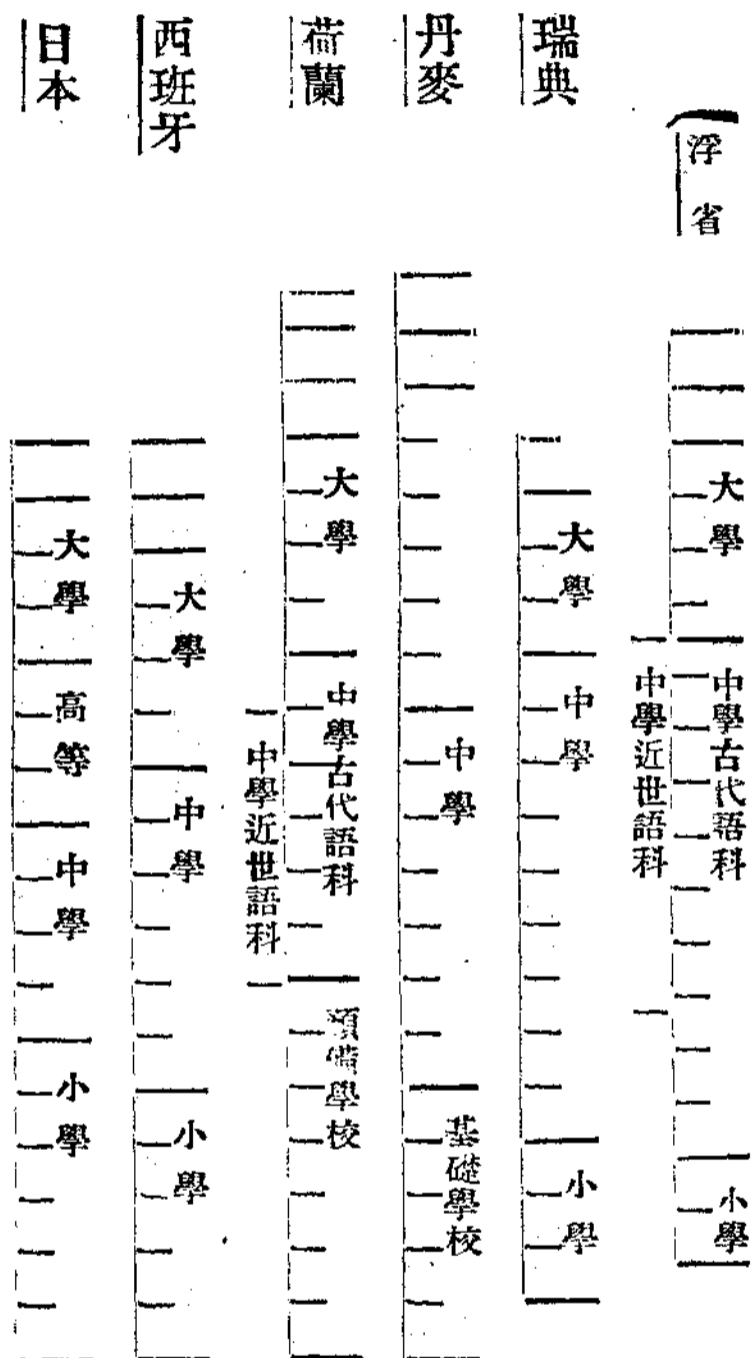 浮省
大學
中學古代語科
中學近世語科
小學
瑞典
大學
中學
小學
丹麥
中學
基礎學校
荷蘭
大學
中學古代語科
中學近世語科
預備學校
西班牙
大學
中學
小學
日本
大學
高等
中學
小學